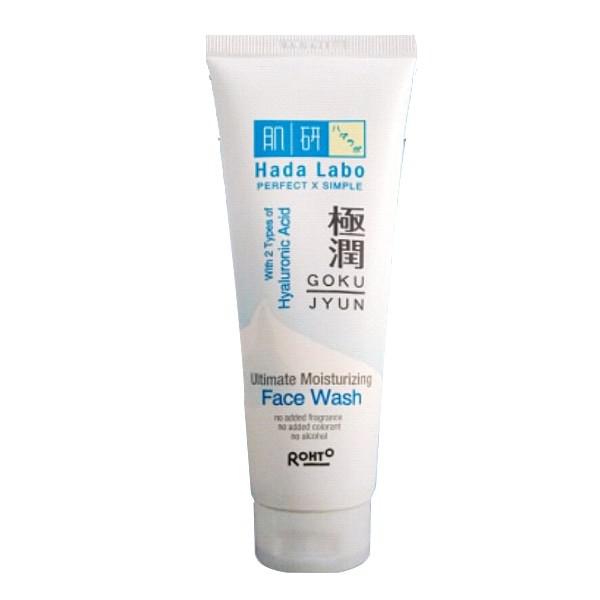 肌研
ハダラボ
Hada Labo
PERFECT X SIMPLE
With 2 Types of
Hyaluronic Acid
極潤
GOKU
JYUN
Ultimate Moisturizing
Face Wash
no added fragrance
no added colorant
no alcohol
ROHTO